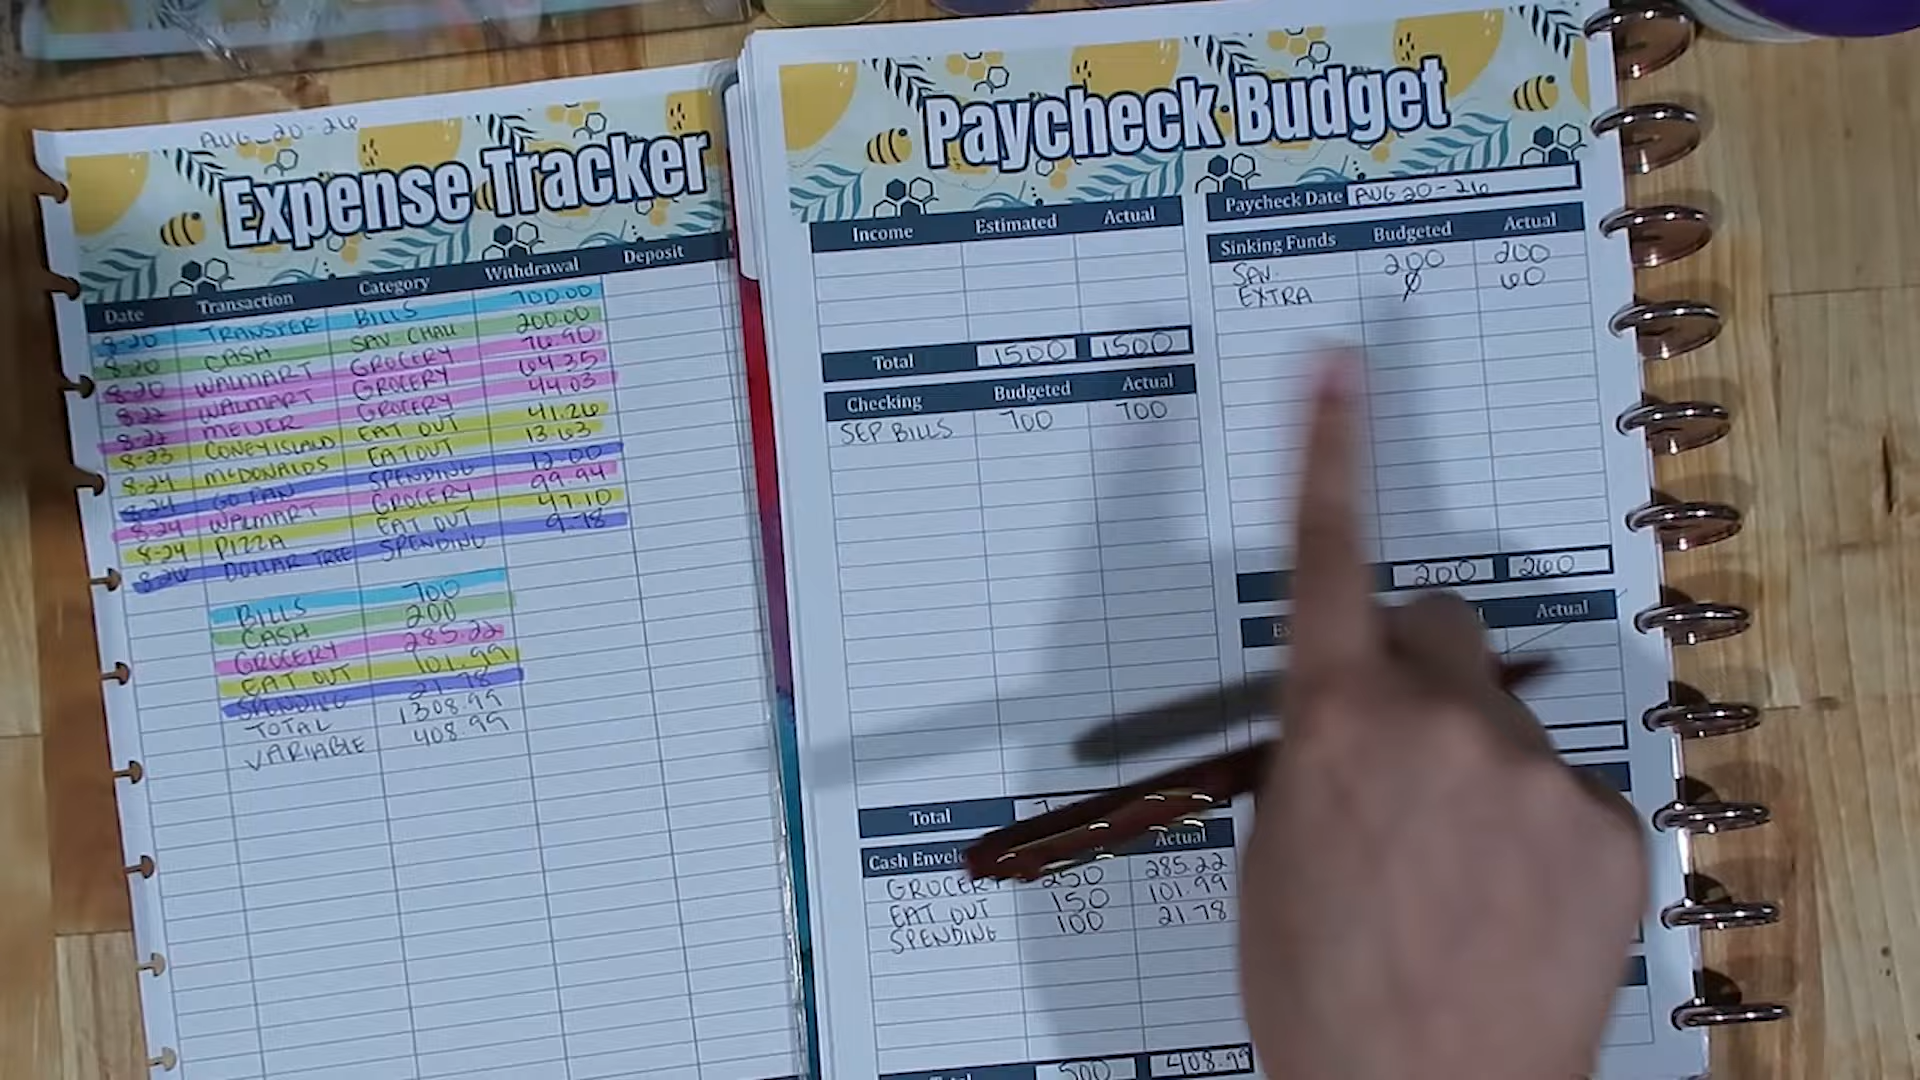 AUG 20-26
Expense Tracker
Date Transaction Category Withdrawal Deposit
8-20 TRANSFER BILLS 700.00
8-20 CASH SAV. CHALL 200.00
8-20 WALMART GROCERY 76.90
8-22 WALMART GROCERY 64.35
8-22 MEIJER GROCERY 44.03
8-23 CONEY ISLAND EAT OUT 41.26
8-24 MCDONALDS EAT OUT 13.63
8-24 GO FAN SPENDING 12.00
8-24 WALMART GROCERY 99.94
8-24 PIZZA EAT OUT 47.10
8-26 DOLLAR TREE SPENDING 9.78
BILLS 700
CASH 200
GROCERY 285.22
EAT OUT 101.99
SPENDING 21.78
TOTAL 1308.99
VARIABLE 408.99
Paycheck Budget
Paycheck Date AUG 20-26
Income Estimated Actual
Total 1500 1500
Checking Budgeted Actual
SEP BILLS 700 700
Total
Cash Envel Actual
GROCERY 250 285.22
EAT OUT 150 101.99
SPENDING 100 21.78
Total 500 408.99
Sinking Funds Budgeted Actual
SAV. 200 200
EXTRA 0 60
200 260
Actual